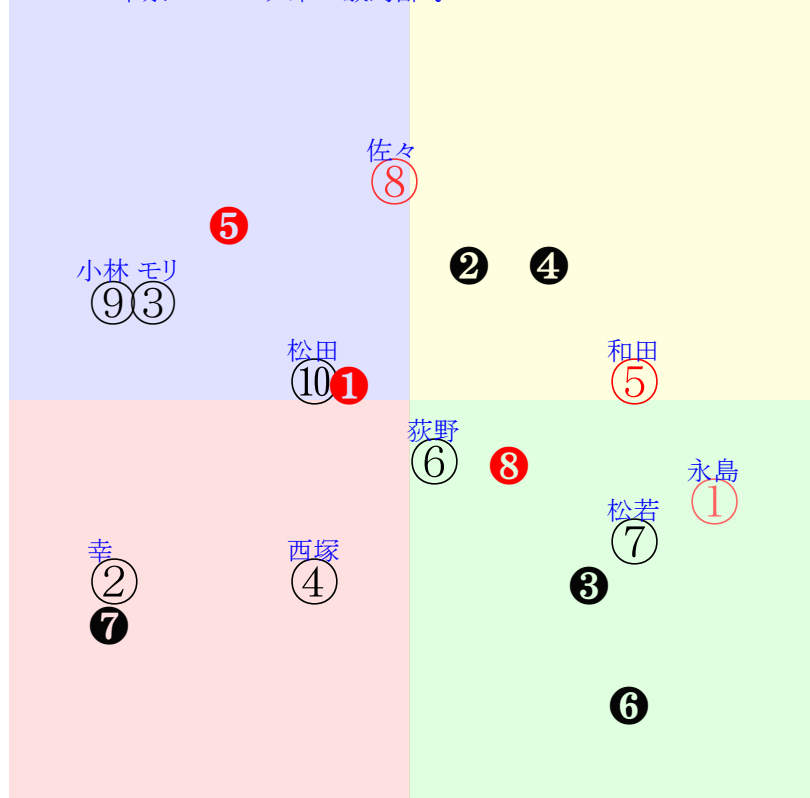 佐々
⑧
❺
小林 モリ
❷ ❹
⑨③
松田 和田
⑩❶ ⑤
荻野
⑥ ❽
永島
①
松若
⑦
幸 西塚
② ④
❸
❼
❻